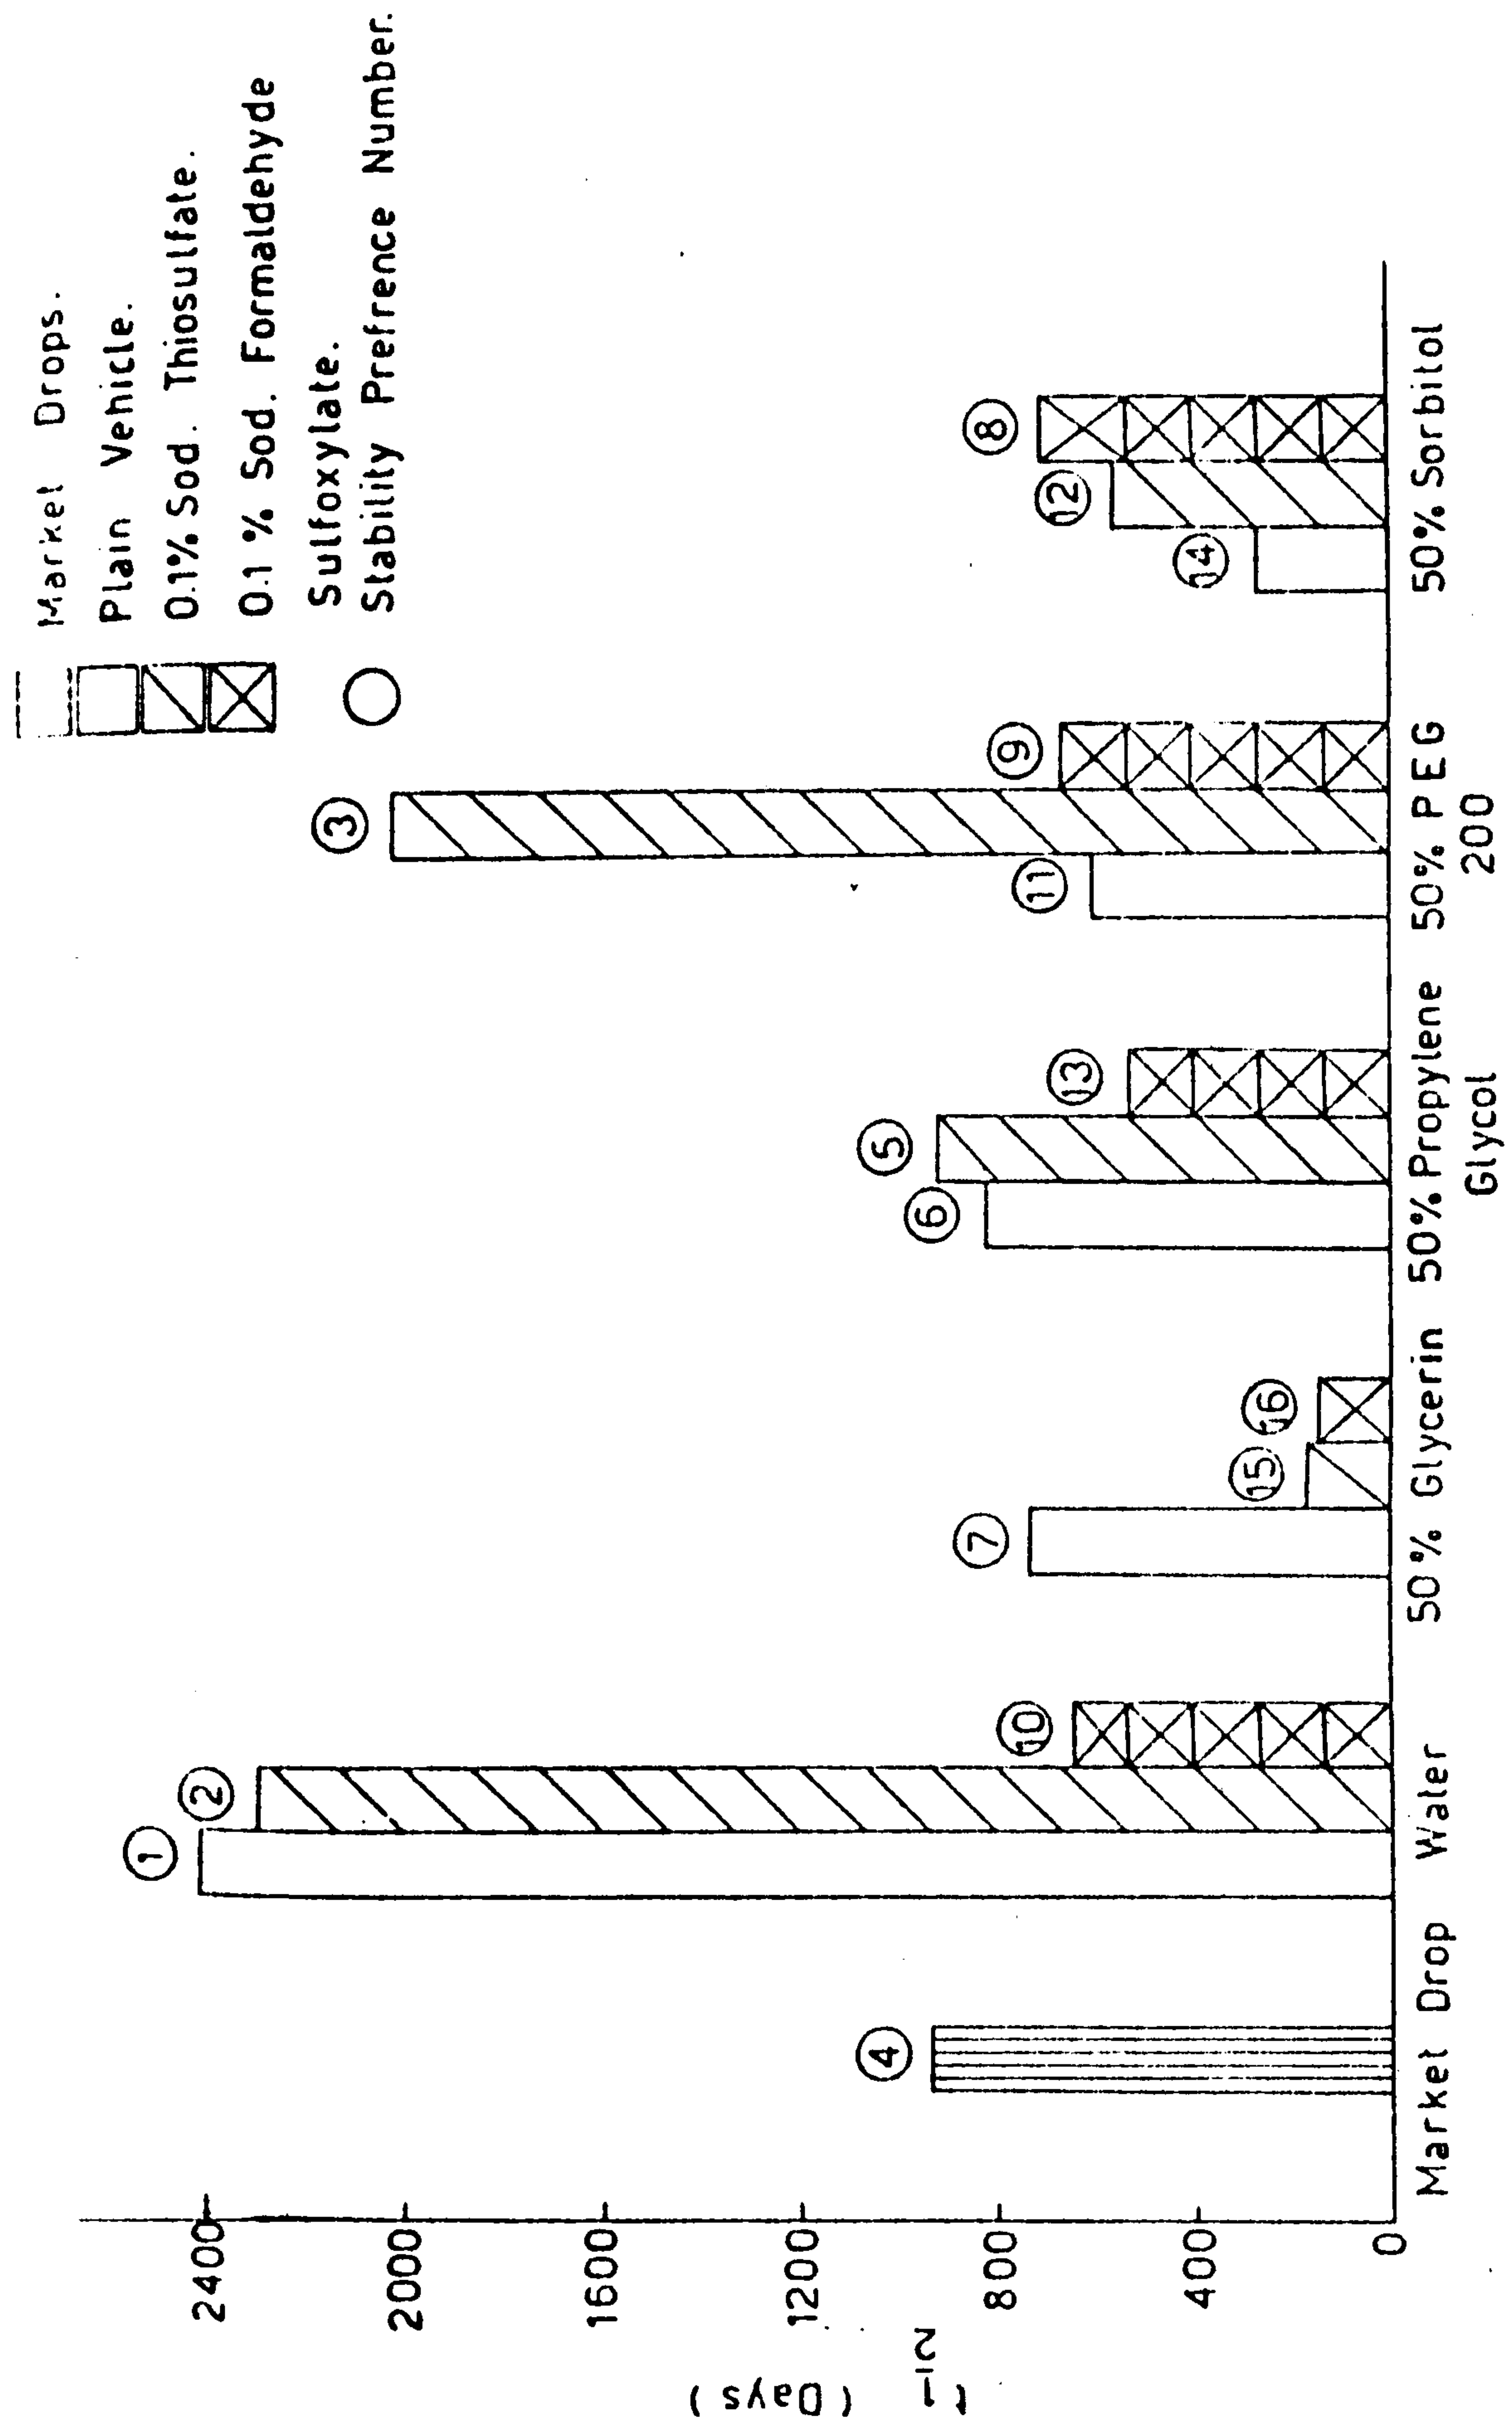 Market Drops.
Plain Vehicle.
0.1% Sod. Thiosulfate.
0.1 % Sod. Formaldehyde
Sulfoxylate.
Stability Prefrence Number.
t 1/2 (Days)
2400
2000
1600
1200
800
400
0
4
1
2
10
7
15
16
6
5
13
11
3
9
14
12
8
Market Drop
Water
50% Glycerin
50% Propylene
Glycol
50% PEG
200
50% Sorbitol